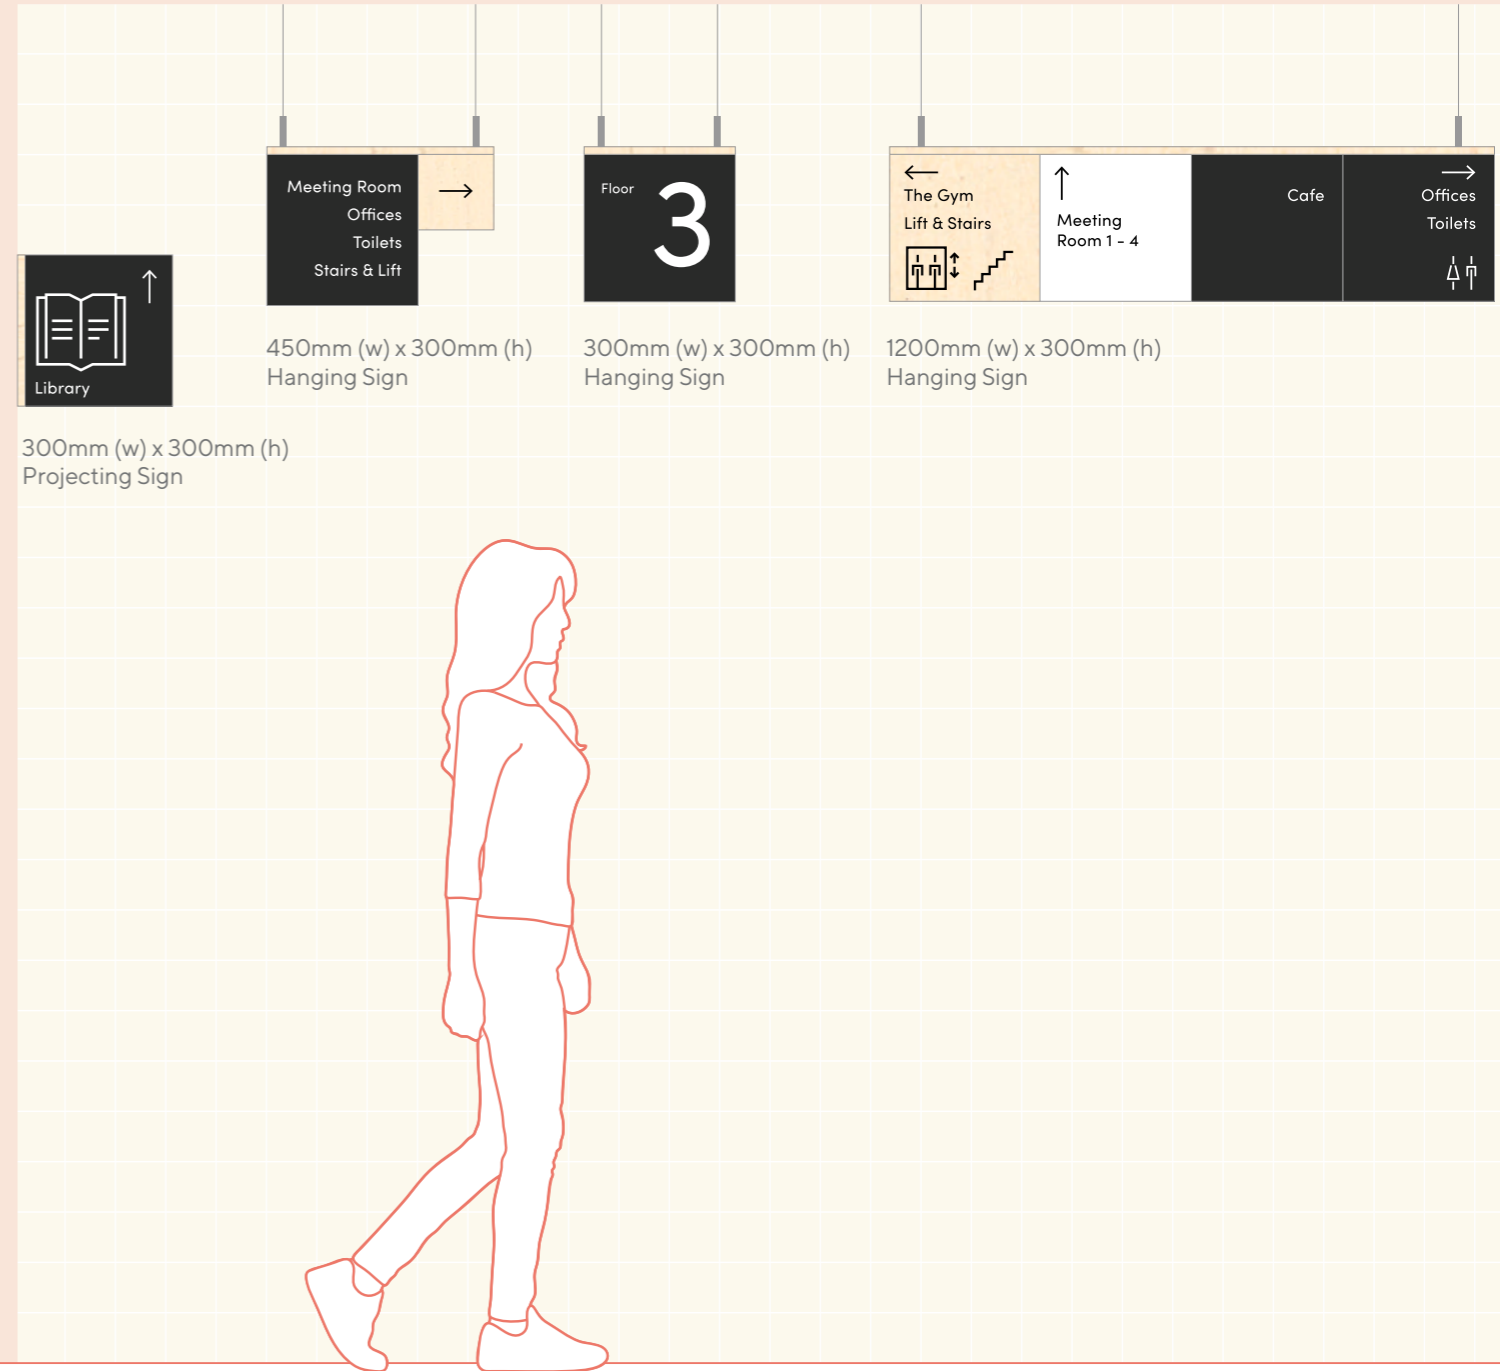 Library
300mm (w) x 300mm (h)
Projecting Sign
Meeting Room
Offices
Toilets
Stairs & Lift
450mm (w) x 300mm (h)
Hanging Sign
Floor
3
300mm (w) x 300mm (h)
Hanging Sign
The Gym
Lift & Stairs
Meeting
Room 1 - 4
Cafe
Offices
Toilets
1200mm (w) x 300mm (h)
Hanging Sign